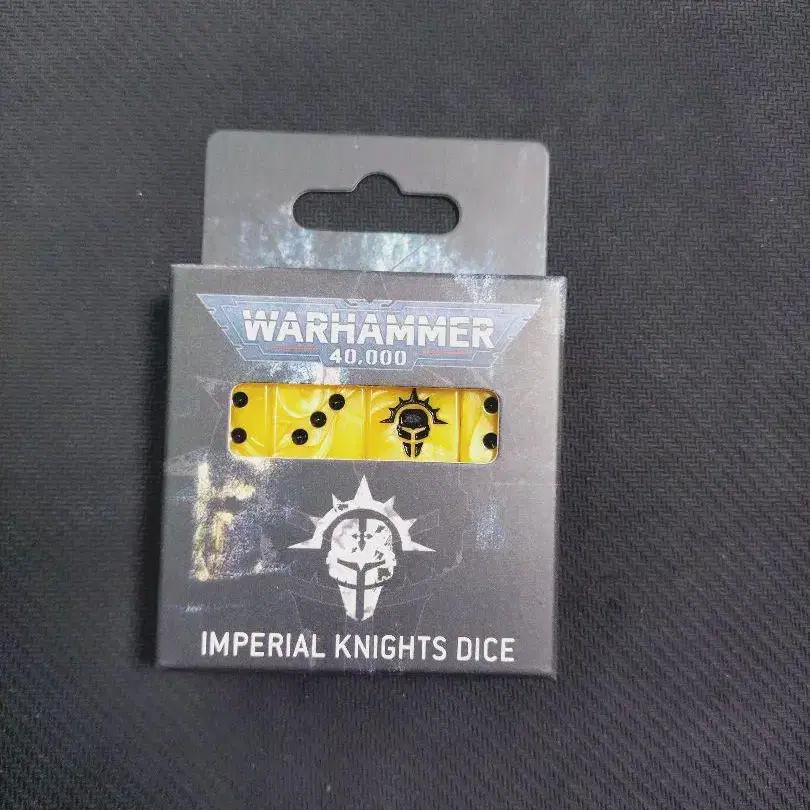 WARHAMMER
40,000
IMPERIAL KNIGHTS DICE